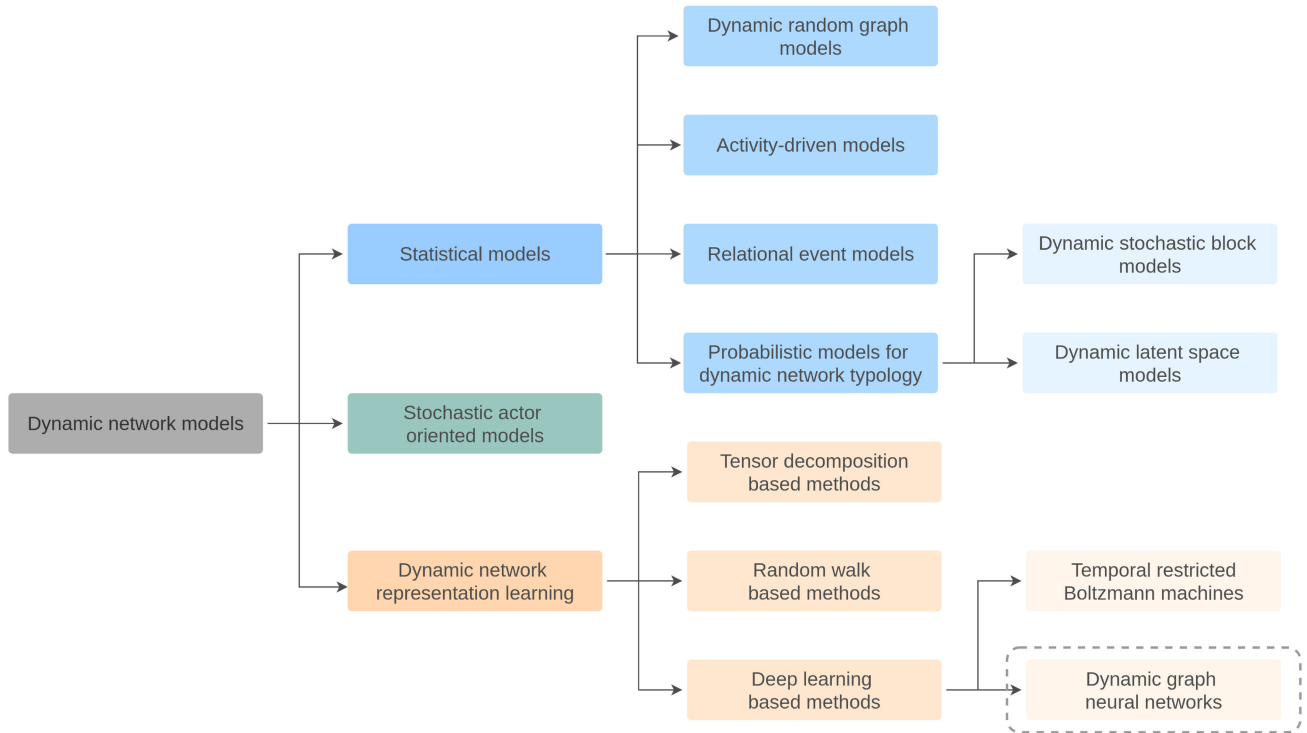 Dynamic random graph
models
Activity-driven models
Statistical models
Relational event models
Dynamic stochastic block
models
Probabilistic models for
dynamic network typology
Dynamic latent space
models
Dynamic network models
Stochastic actor
oriented models
Tensor decomposition
based methods
Dynamic network
representation learning
Random walk
based methods
Temporal restricted
Boltzmann machines
Deep learning
based methods
Dynamic graph
neural networks